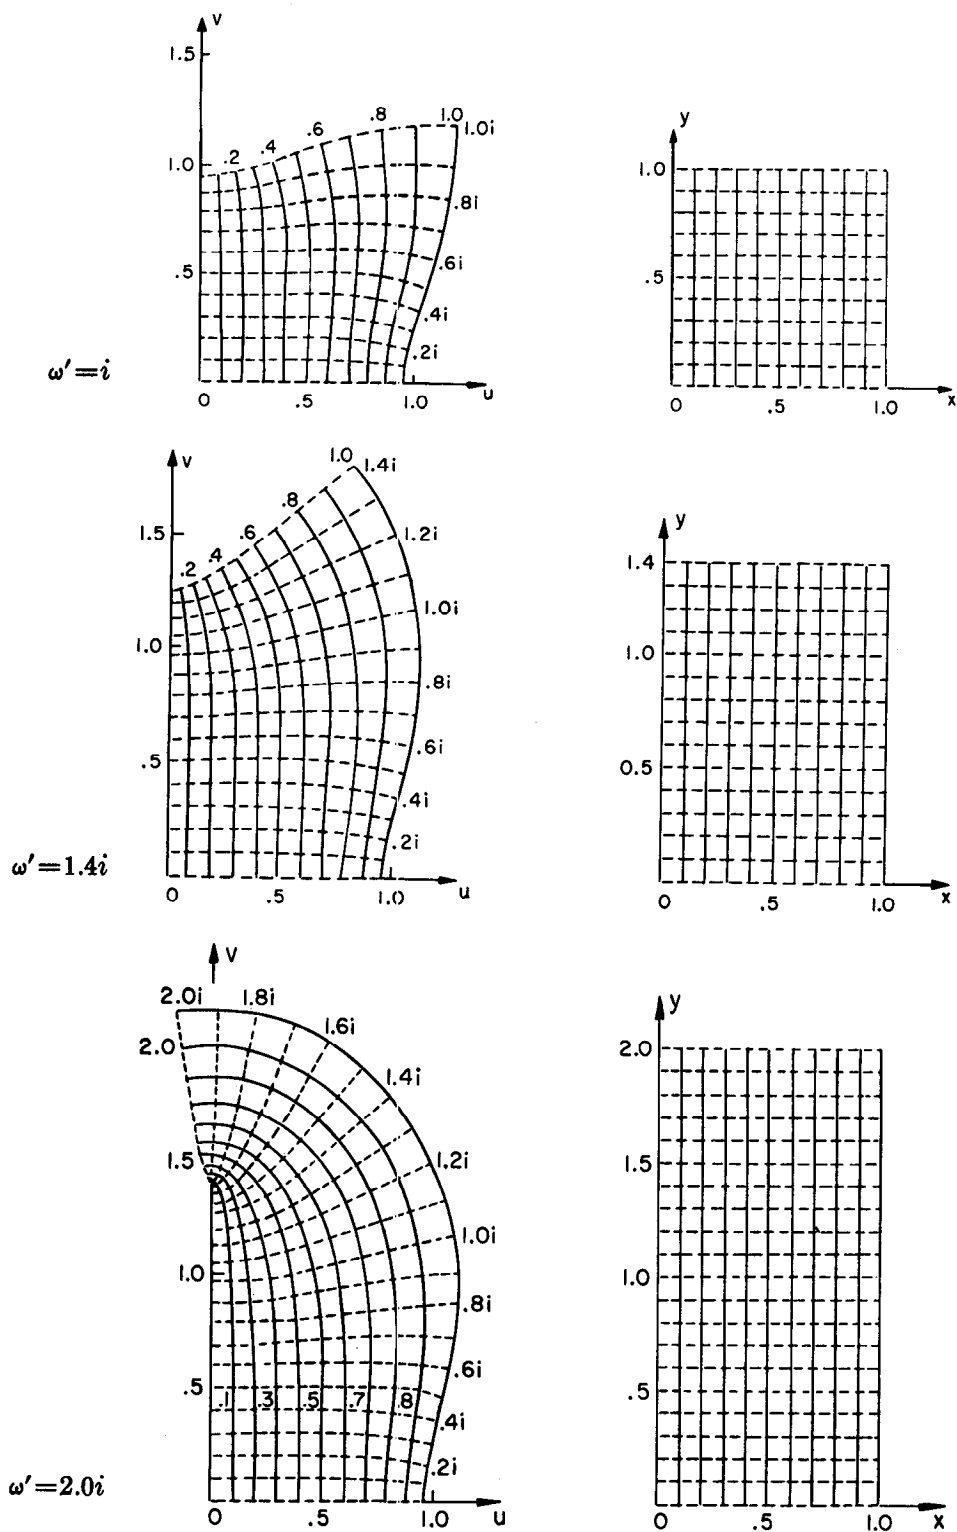 v
1.5
1.0
.5
.2
.4
.6
.8
1.0
1.0i
.8i
.6i
.4i
.2i
ω′=i
0
.5
1.0
u
y
1.0
.5
0
.5
1.0
x
v
1.5
1.0
.5
.2
.4
.6
.8
1.0
1.4i
1.2i
1.0i
.8i
.6i
.4i
.2i
ω′=1.4i
0
.5
1.0
u
y
1.4
1.0
0.5
0
.5
1.0
x
v
2.0i
1.8i
1.6i
1.4i
1.2i
1.0i
.8i
.6i
.4i
.2i
2.0
1.5
1.0
.5
.1
.3
.5
.7
.8
ω′=2.0i
0
.5
1.0
u
y
2.0
1.5
1.0
.5
0
.5
1.0
x